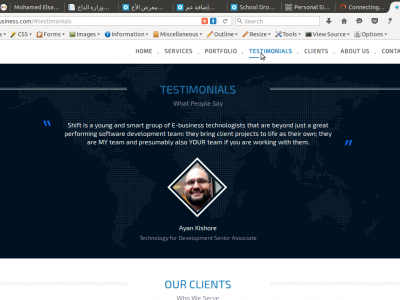 Mohamed Elsa...
وزارة الداخ...
معرض الأع...
إضافة عم...
School Dro...
Personal Si...
Connecting...
usiness.com/#testimonials
Search
CSS
Forms
Images
Information
Miscellaneous
Outline
Resize
Tools
View Sou
HOME
SERVICES
PORTFOLIO
TESTIMONIALS
CLIENTS
ABOUT US
CONTA
TESTIMONIALS
What People Say
Shift is a young and smart group of E-business technologists that are beyond just a great
performing software development team: they bring client projects to life as their own; they
are MY team and presumably also YOUR team if you are working with them.
Ayan Kishore
Technology for Development Senior Associate
OUR CLIENTS
Who We Serve